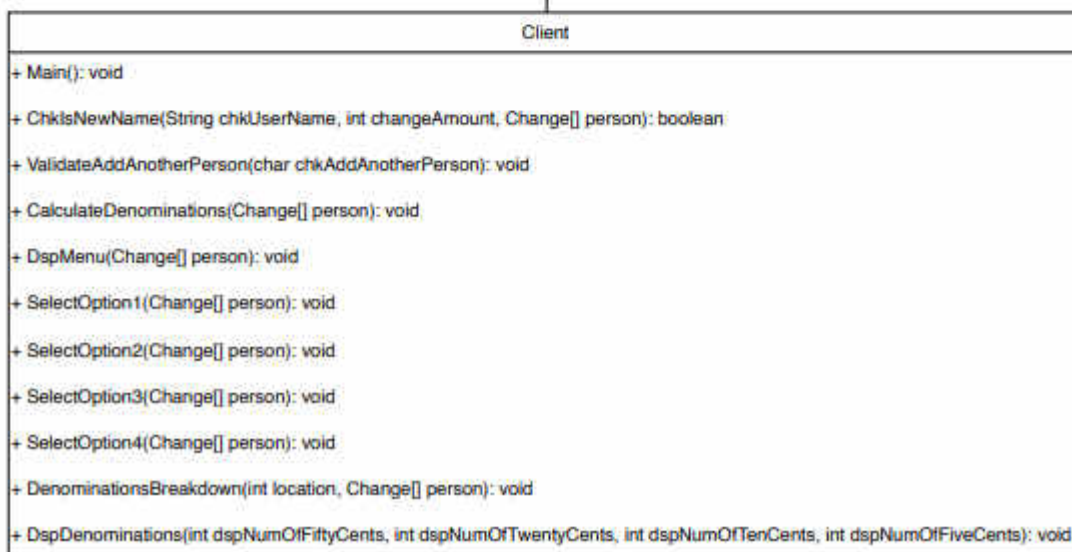 Client
+ Main(): void
+ ChkIsNewName(String chkUserName, int changeAmount, Change[] person): boolean
+ ValidateAddAnotherPerson(char chkAddAnotherPerson): void
+ CalculateDenominations(Change[] person): void
+ DspMenu(Change[] person): void
+ SelectOption1(Change[] person): void
+ SelectOption2(Change[] person): void
+ SelectOption3(Change[] person): void
+ SelectOption4(Change[] person): void
+ DenominationsBreakdown(int location, Change[] person): void
+ DspDenominations(int dspNumOfFiftyCents, int dspNumOfTwentyCents, int dspNumOfTenCents, int dspNumOfFiveCents): void